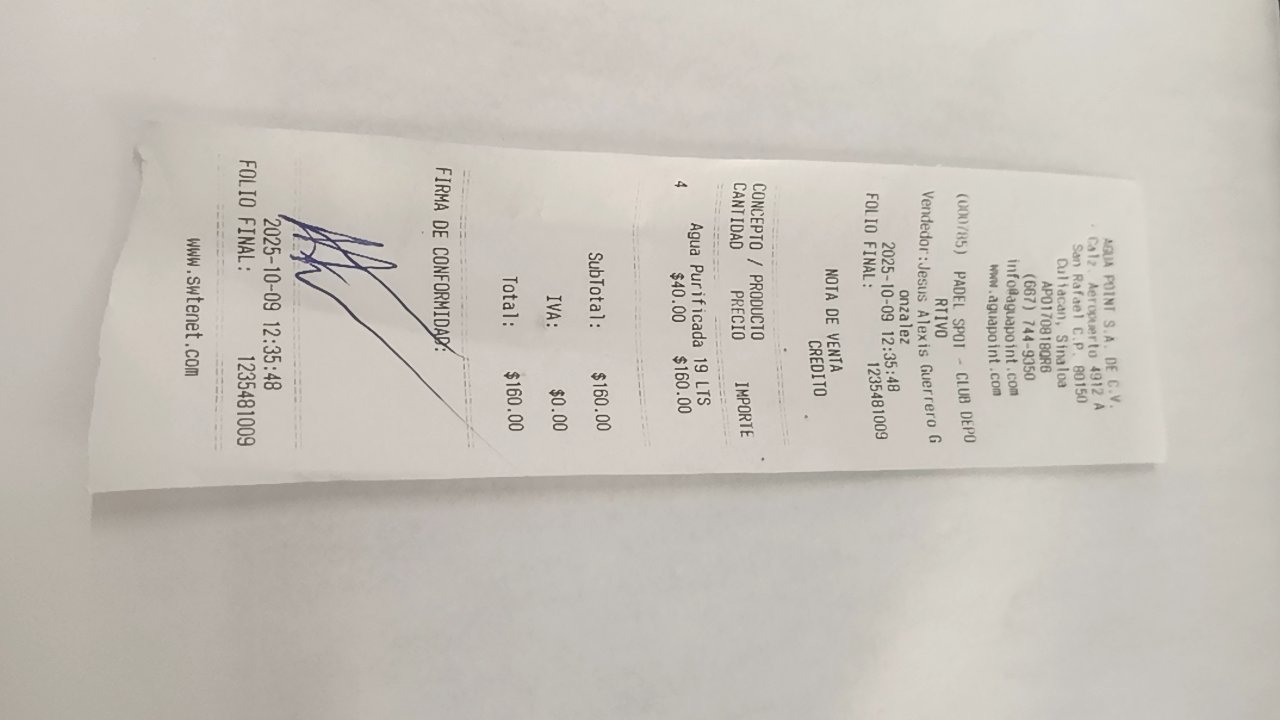 AGUA POINT S.A. DE C.V.
Calz Aeropuerto 4912 A
San Rafael C.P. 80150
Culiacan, Sinaloa
APO170818QR8
(667) 744-9350
info@aguapoint.com
www.aguapoint.com
(000785) PADEL SPOT - CLUB DEPO
RTIVO
Vendedor:Jesus Alexis Guerrero G
onzalez
2025-10-09 12:35:48
FOLIO FINAL: 1235481009
NOTA DE VENTA
CREDITO
CONCEPTO / PRODUCTO
CANTIDAD PRECIO IMPORTE
Agua Purificada 19 LTS
4 $40.00 $160.00
SubTotal: $160.00
IVA: $0.00
Total: $160.00
FIRMA DE CONFORMIDAD:
2025-10-09 12:35:48
FOLIO FINAL: 1235481009
www.swtenet.com